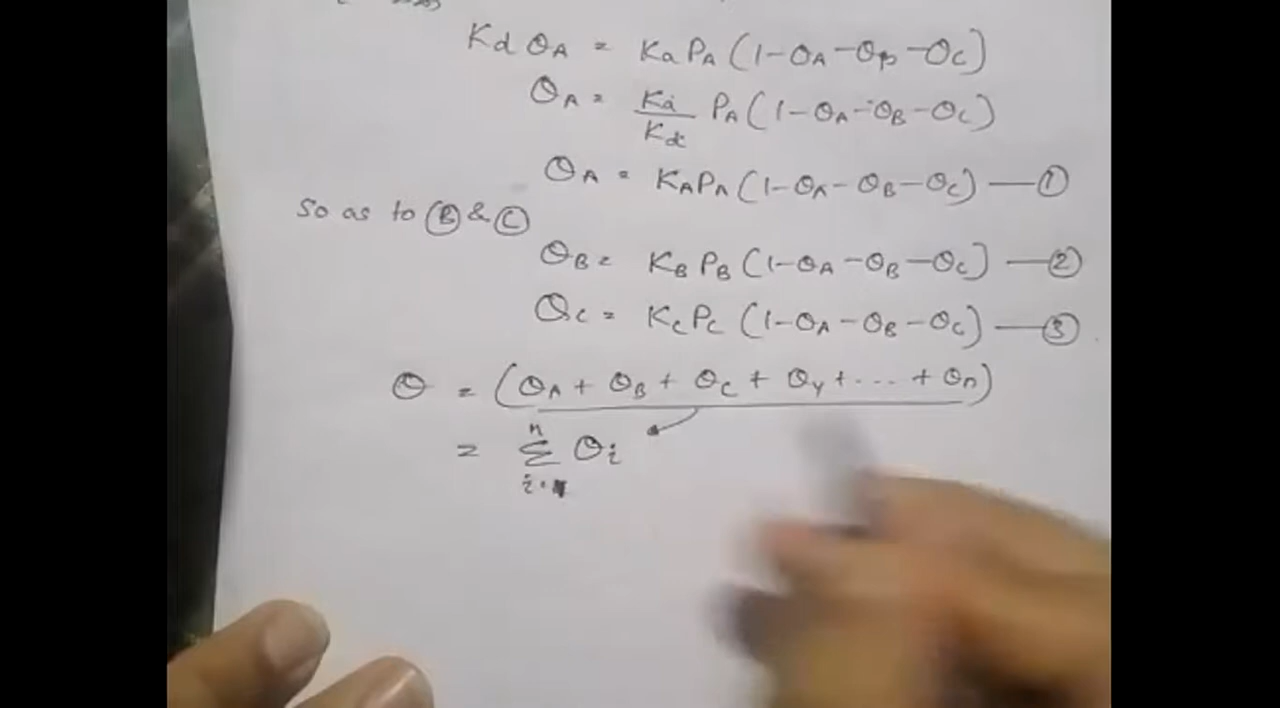 Kd θA = Ka PA (1-θA-θB-θC)
θA = Ka/Kd PA (1-θA-θB-θC)
θA = KAPA (1-θA-θB-θC) —①
So as to Ⓑ & Ⓒ
θB = KB PB (1-θA-θB-θC) —②
θC = KC PC (1-θA-θB-θC) —③
θ = (θA + θB + θC + θy + ... + θn)
= n Σ i= θi